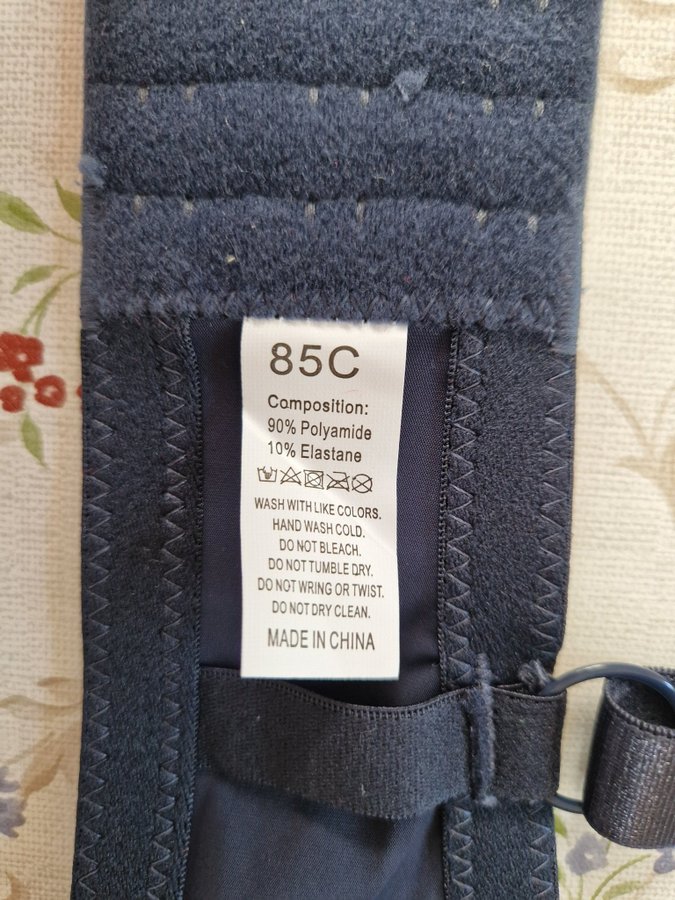 85C
Composition:
90% Polyamide
10% Elastane
WASH WITH LIKE COLORS.
HAND WASH COLD.
DO NOT BLEACH.
DO NOT TUMBLE DRY.
DO NOT WRING OR TWIST.
DO NOT DRY CLEAN.
MADE IN CHINA